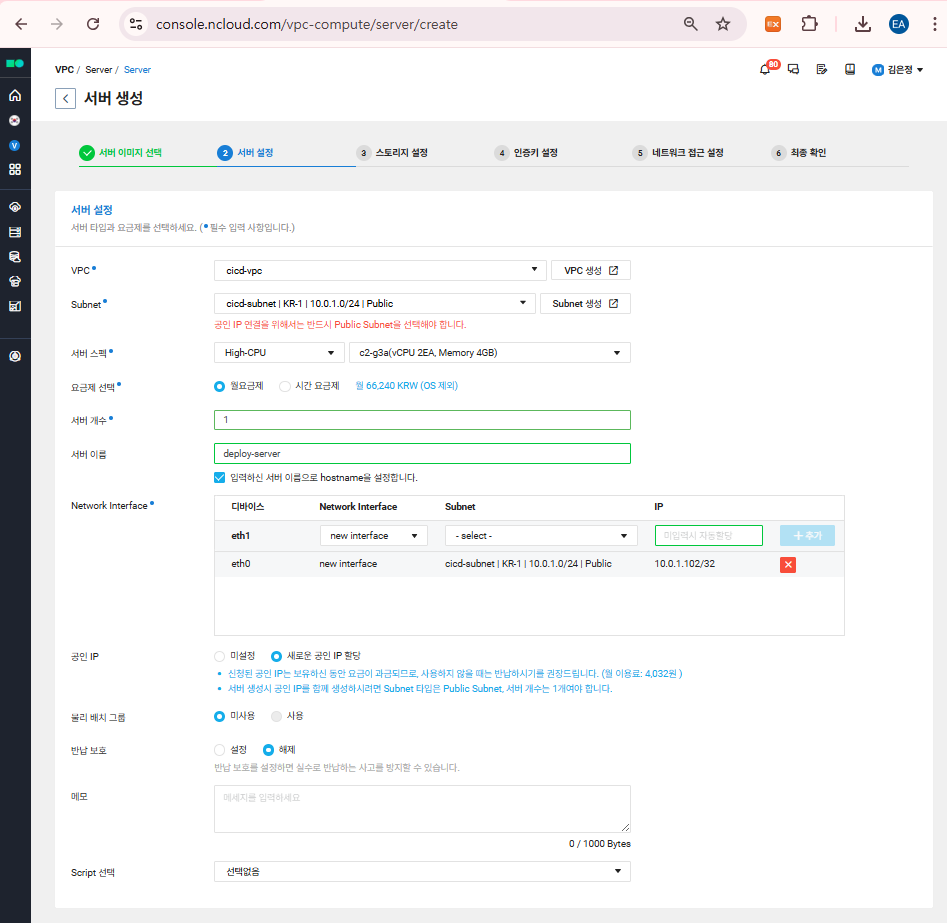 console.ncloud.com/vpc-compute/server/create
EX
EA
VPC / Server / Server
80
M 김은정
서버 생성
서버 이미지 선택
2 서버 설정
3 스토리지 설정
4 인증키 설정
5 네트워크 접근 설정
6 최종 확인
V
서버 설정
서버 타입과 요금제를 선택하세요. (• 필수 입력 사항입니다.)
VPC•
cicd-vpc
VPC 생성
Subnet•
cicd-subnet | KR-1 | 10.0.1.0/24 | Public
Subnet 생성
공인 IP 연결을 위해서는 반드시 Public Subnet을 선택해야 합니다.
서버 스펙•
High-CPU
c2-g3a(vCPU 2EA, Memory 4GB)
요금제 선택•
월요금제
시간 요금제
월 66,240 KRW (OS 제외)
서버 개수•
1
서버 이름
deploy-server
입력하신 서버 이름으로 hostname을 설정합니다.
Network Interface•
디바이스
Network Interface
Subnet
IP
eth1
new interface
- select -
미입력시 자동할당
+ 추가
eth0
new interface
cicd-subnet | KR-1 | 10.0.1.0/24 | Public
10.0.1.102/32
공인 IP
미설정
새로운 공인 IP 할당
• 신청된 공인 IP는 보유하신 동안 요금이 과금되므로, 사용하지 않을 때는 반납하시기를 권장드립니다. (월 이용료: 4,032원 )
• 서버 생성시 공인 IP를 함께 생성하시려면 Subnet 타입은 Public Subnet, 서버 개수는 1개여야 합니다.
물리 배치 그룹
미사용
사용
반납 보호
설정
해제
반납 보호를 설정하면 실수로 반납하는 사고를 방지할 수 있습니다.
메모
메세지를 입력하세요
0 / 1000 Bytes
Script 선택
선택없음